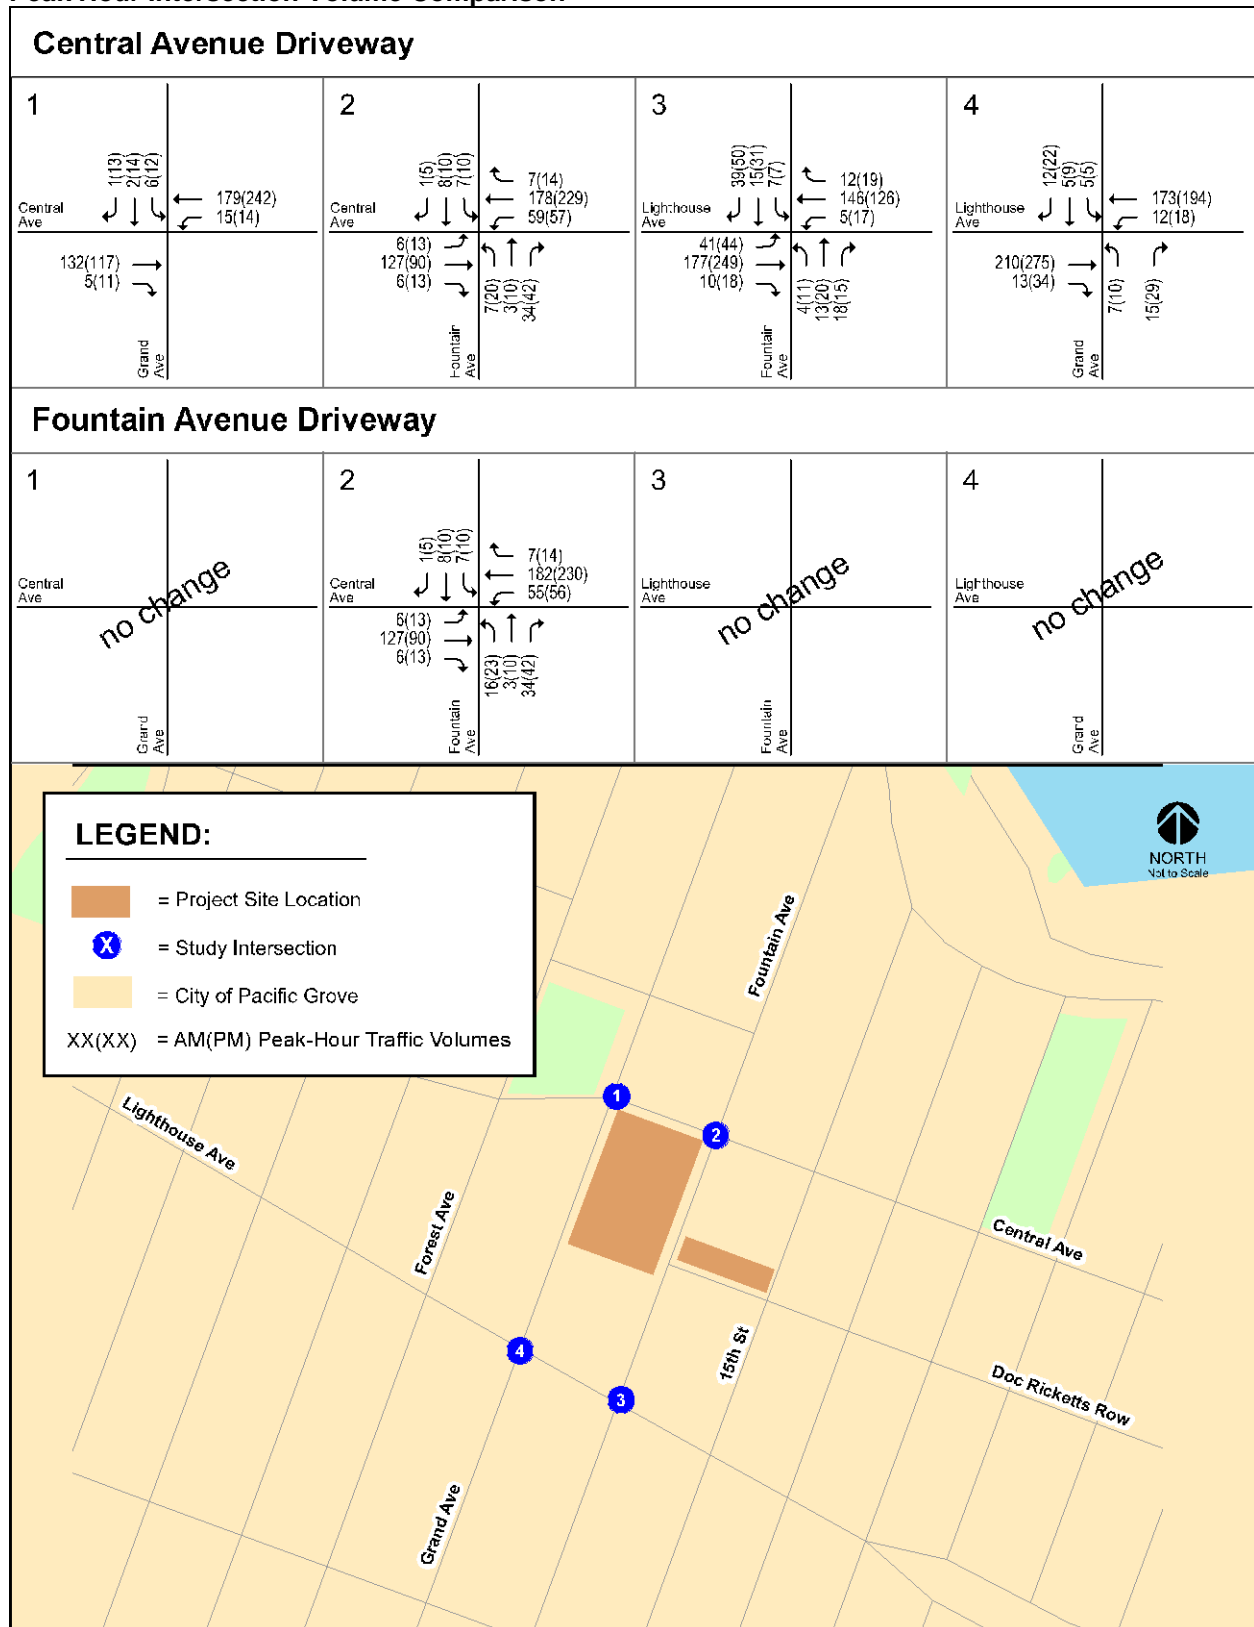 Peak Hour Intersection Volume Comparison
Central Avenue Driveway
1
1(13)
2(14)
6(12)
179(242)
15(14)
Central
Ave
132(117)
5(11)
Grand
Ave
2
1(5)
8(10)
7(10)
7(14)
178(229)
59(57)
Central
Ave
6(13)
127(90)
6(13)
7(20)
3(10)
34(42)
Fountain
Ave
3
39(50)
15(31)
7(7)
12(19)
146(126)
5(17)
Lighthouse
Ave
41(44)
177(249)
10(18)
4(11)
13(20)
18(15)
Fountain
Ave
4
12(22)
5(9)
5(5)
173(194)
12(18)
Lighthouse
Ave
210(275)
13(34)
7(10)
15(29)
Grand
Ave
Fountain Avenue Driveway
1
Central
Ave
no change
Grand
Ave
2
1(5)
8(10)
7(10)
7(14)
182(230)
55(56)
Central
Ave
6(13)
127(90)
6(13)
16(23)
3(10)
34(42)
Fountain
Ave
3
Lighthouse
Ave
no change
Fountain
Ave
4
Lighthouse
Ave
no change
Grand
Ave
LEGEND:
= Project Site Location
X
= Study Intersection
= City of Pacific Grove
XX(XX) = AM(PM) Peak-Hour Traffic Volumes
NORTH
Not to Scale
Fountain Ave
1
2
Lighthouse Ave
Forest Ave
Central Ave
4
3
15th St
Doc Ricketts Row
Grand Ave